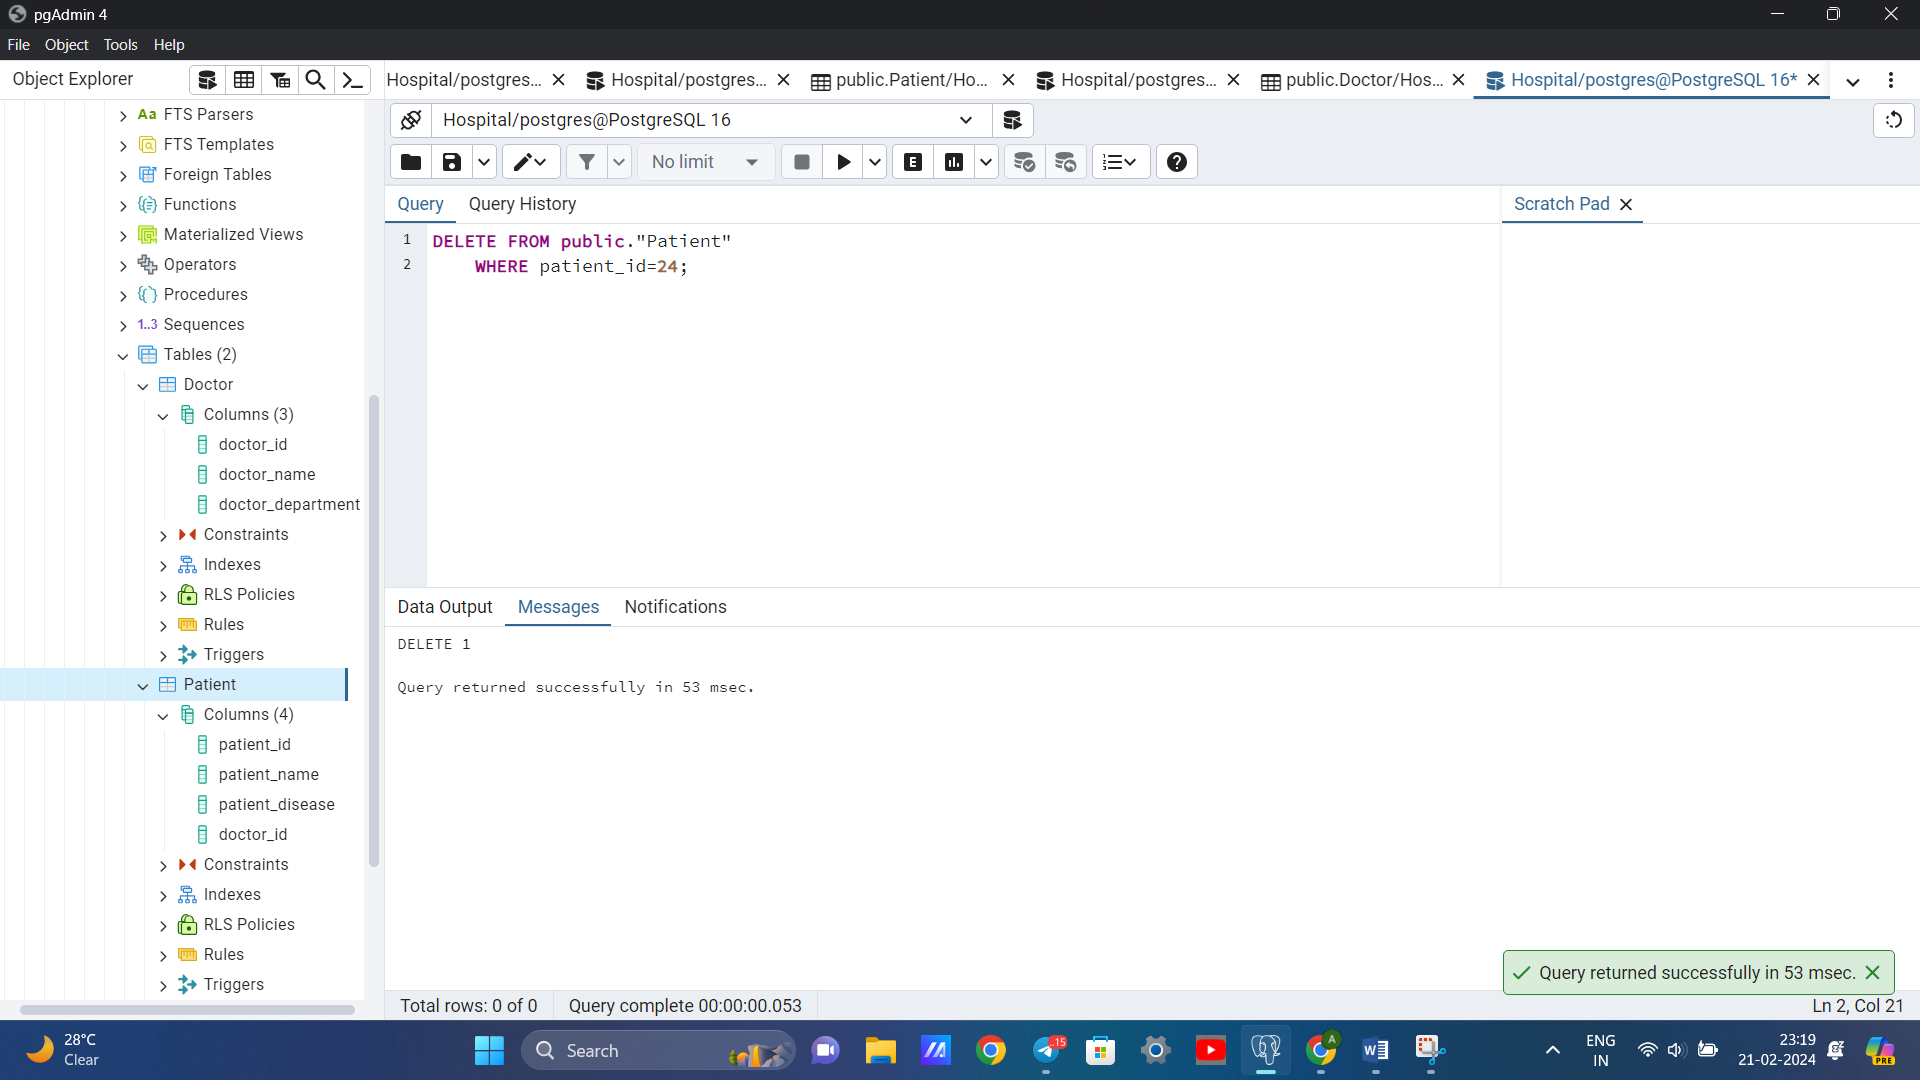 pgAdmin 4
File Object Tools Help
Object Explorer
Hospital/postgres...
Hospital/postgres...
public.Patient/Ho...
Hospital/postgres...
public.Doctor/Hos...
Hospital/postgres@PostgreSQL 16*
Hospital/postgres@PostgreSQL 16
No limit
E
Query
Query History
Scratch Pad
1 DELETE FROM public."Patient"
2 WHERE patient_id=24;
Aa FTS Parsers
FTS Templates
Foreign Tables
Functions
Materialized Views
Operators
Procedures
1..3 Sequences
Tables (2)
Doctor
Columns (3)
doctor_id
doctor_name
doctor_department
Constraints
Indexes
RLS Policies
Rules
Triggers
Patient
Columns (4)
patient_id
patient_name
patient_disease
doctor_id
Constraints
Indexes
RLS Policies
Rules
Triggers
Data Output
Messages
Notifications
DELETE 1
Query returned successfully in 53 msec.
Query returned successfully in 53 msec.
Total rows: 0 of 0
Query complete 00:00:00.053
Ln 2, Col 21
28°C
Clear
Search
..15
A
ENG
IN
23:19
21-02-2024
PRE